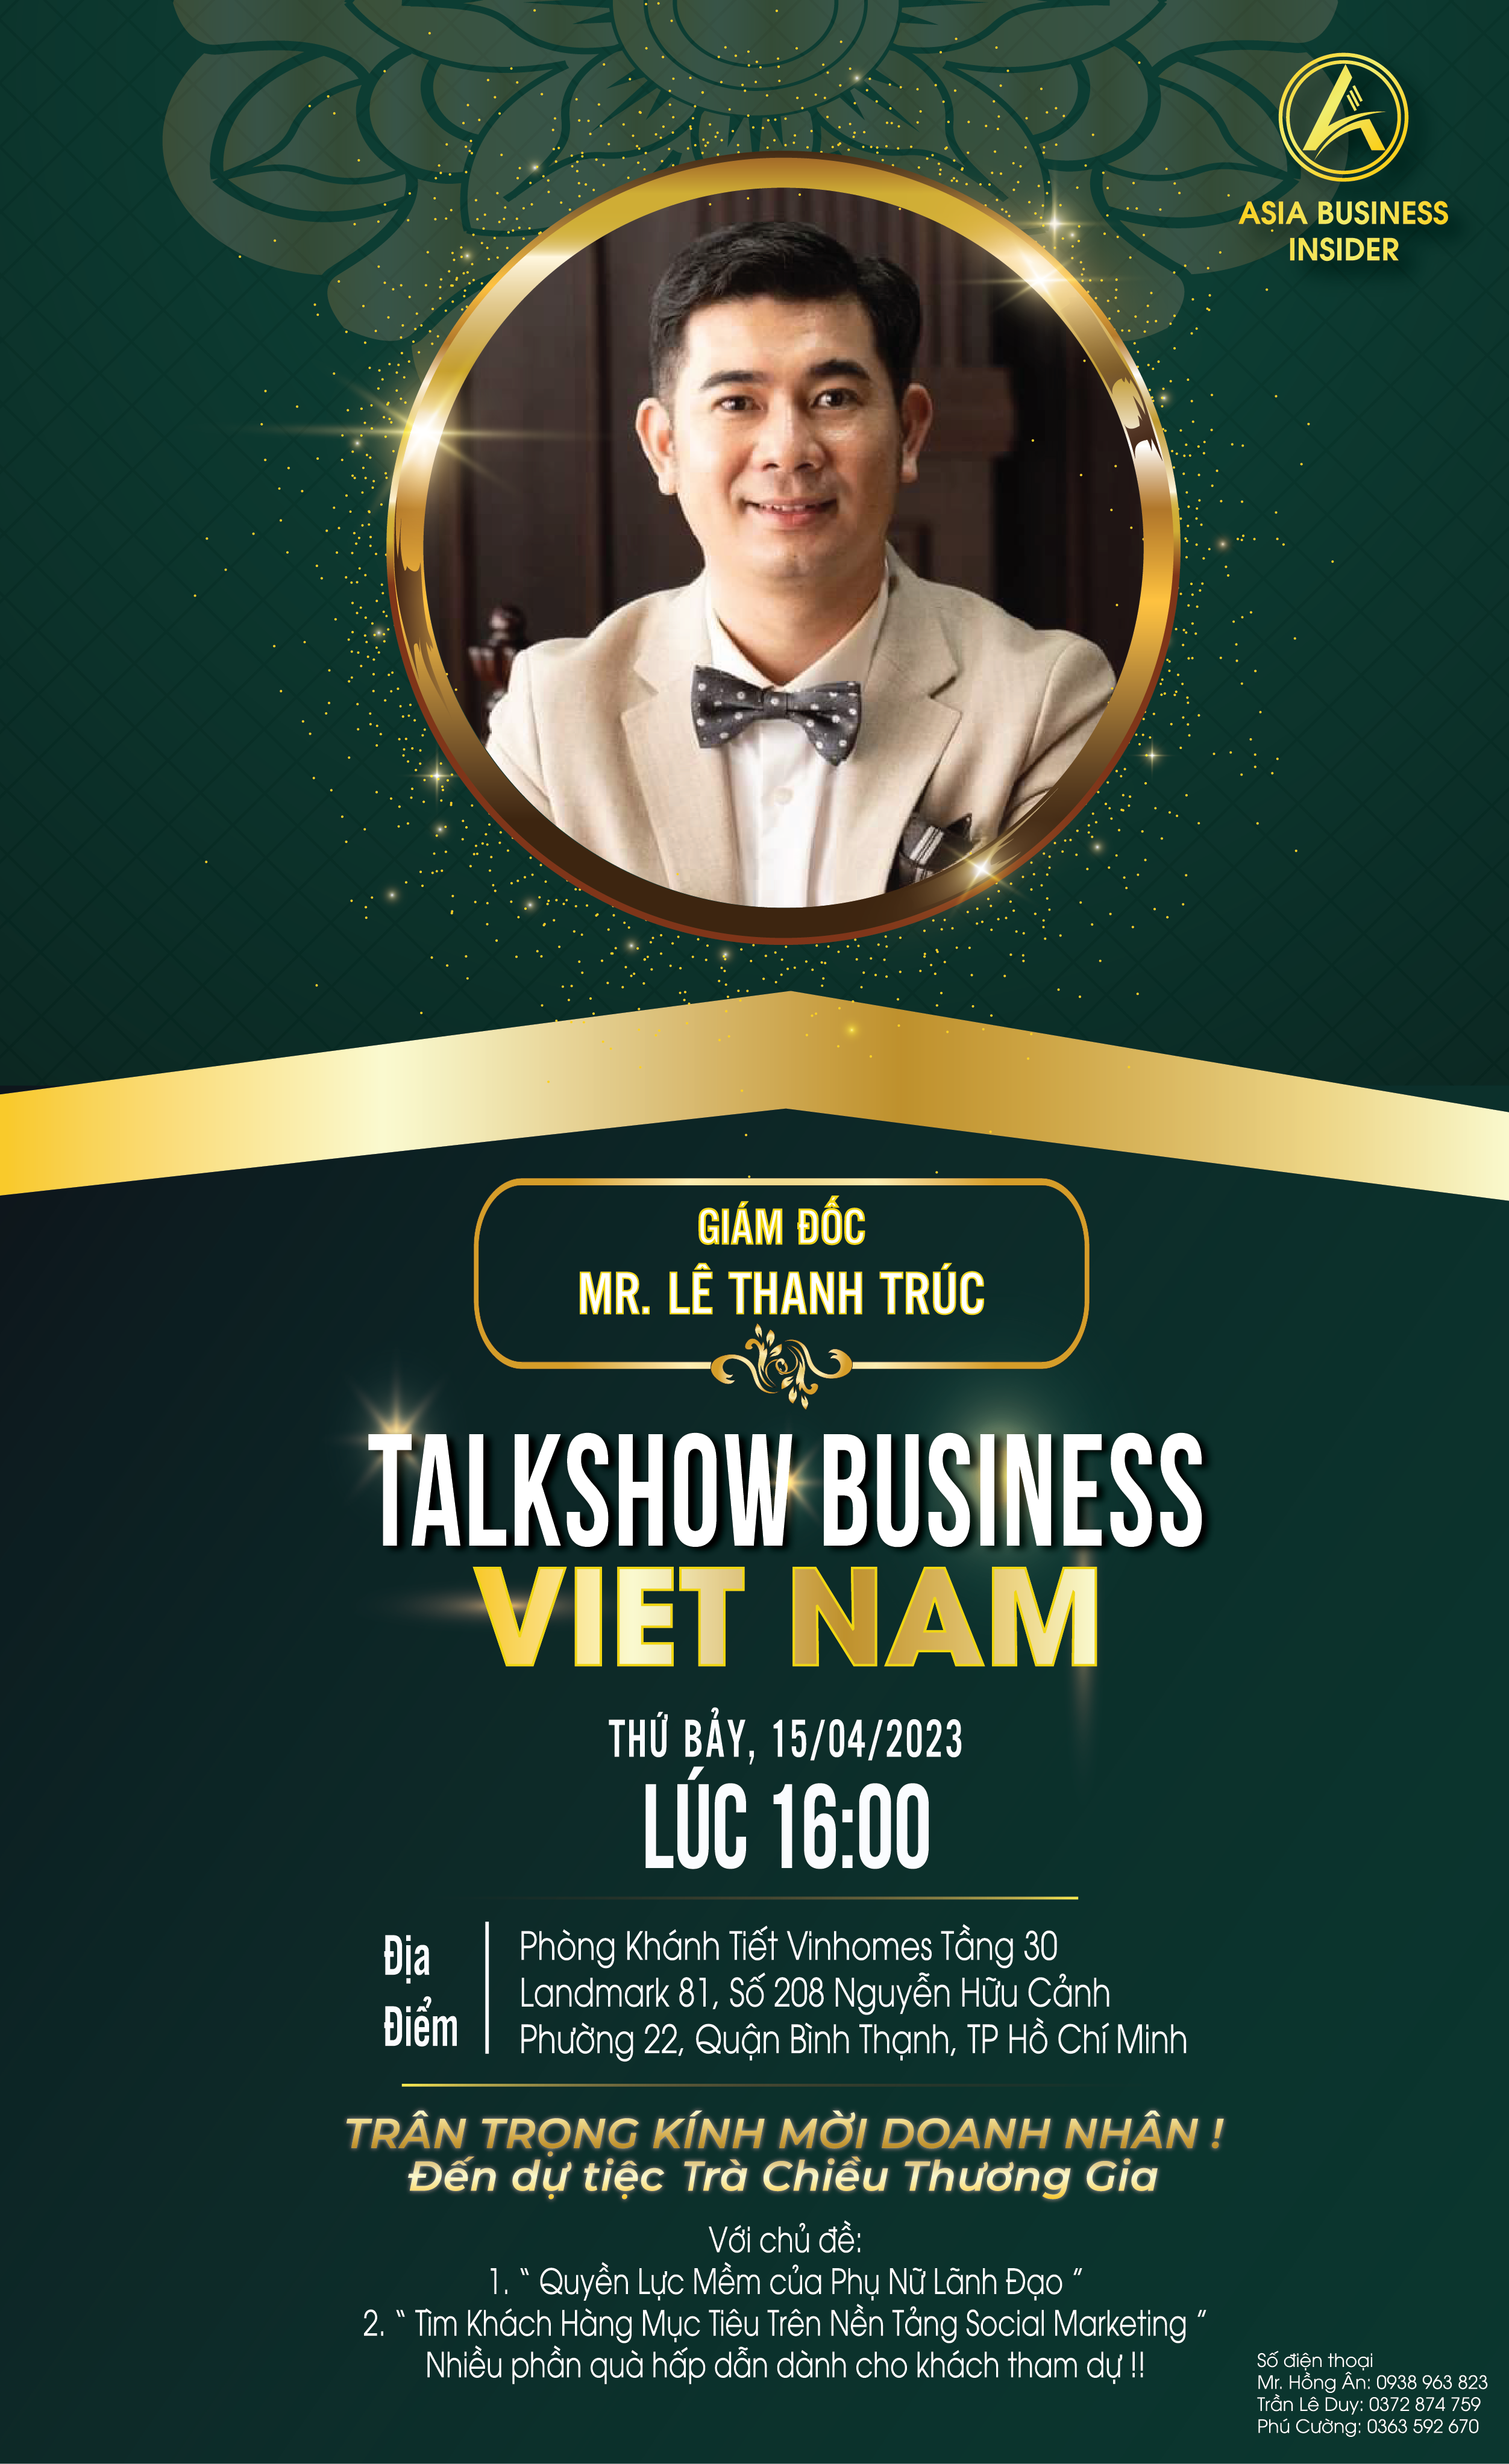 ASIA BUSINESS
INSIDER
GIÁM ĐỐC
MR. LÊ THANH TRÚC
TALKSHOW BUSINESS
VIET NAM
THỨ BẢY, 15/04/2023
LÚC 16:00
Địa
Điểm
Phòng Khánh Tiết Vinhomes Tầng 30
Landmark 81, Số 208 Nguyễn Hữu Cảnh
Phường 22, Quận Bình Thạnh, TP Hồ Chí Minh
TRÂN TRỌNG KÍNH MỜI DOANH NHÂN !
Đến dự tiệc Trà Chiều Thương Gia
Với chủ đề:
1. “ Quyền Lực Mềm của Phụ Nữ Lãnh Đạo ”
2. “ Tìm Khách Hàng Mục Tiêu Trên Nền Tảng Social Marketing ”
Nhiều phần quà hấp dẫn dành cho khách tham dự !!
Số điện thoại
Mr. Hồng Ân: 0938 963 823
Trần Lê Duy: 0372 874 759
Phú Cường: 0363 592 670